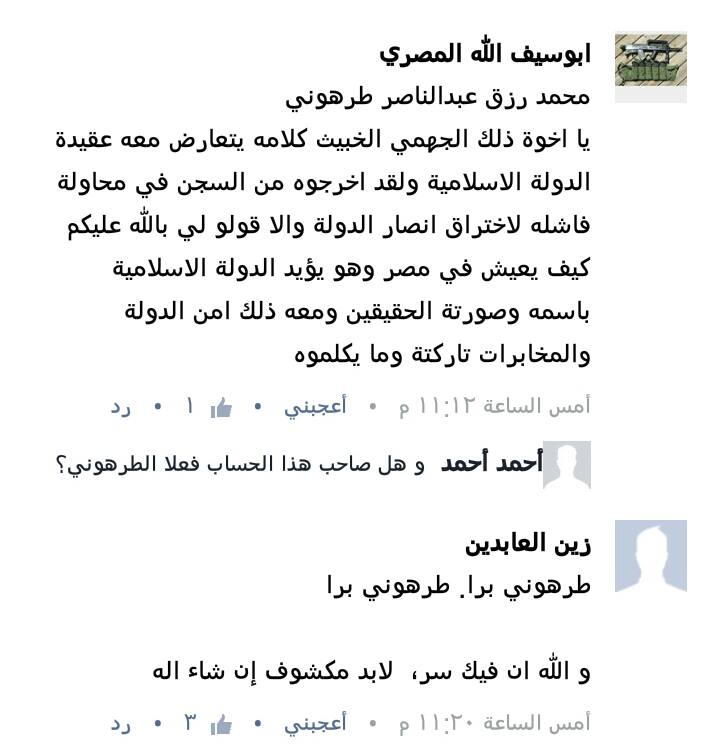 ابوسيف الله المصري
محمد رزق عبدالناصر طرهوني
يا اخوة ذلك الجهمي الخبيث كلامه يتعارض معه عقيدة
الدولة الاسلامية ولقد اخرجوه من السجن في محاولة
فاشله لاختراق انصار الدولة والا قولو لي بالله عليكم
كيف يعيش في مصر وهو يؤيد الدولة الاسلامية
باسمه وصورتة الحقيقين ومعه ذلك امن الدولة
والمخابرات تاركتة وما يكلموه
أمس الساعة ١١:١٢ م • أعجبني • ١ • رد
أحمد أحمد و هل صاحب هذا الحساب فعلا الطرهوني؟
زين العابدين
طرهوني برا. طرهوني برا
و الله ان فيك سر، لابد مكشوف إن شاء اله
أمس الساعة ١١:٢٠ م • أعجبني • ٣ • رد